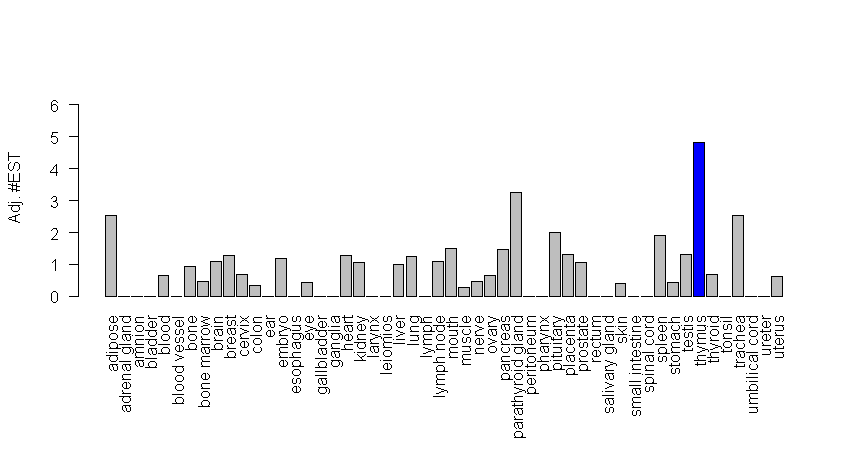 Adj. #EST
6
5
4
3
2
1
0
adipose
adrenal gland
amnion
bladder
blood
blood vessel
bone
bone marrow
brain
breast
cervix
colon
ear
embryo
esophagus
eye
gallbladder
ganglia
heart
kidney
larynx
leiomios
liver
lung
lymph
lymph node
mouth
muscle
nerve
ovary
pancreas
parathyroid gland
peritoneum
pharynx
pituitary
placenta
prostate
rectum
salivary gland
skin
small intestine
spinal cord
spleen
stomach
testis
thymus
thyroid
tonsil
trachea
umbilical cord
ureter
uterus